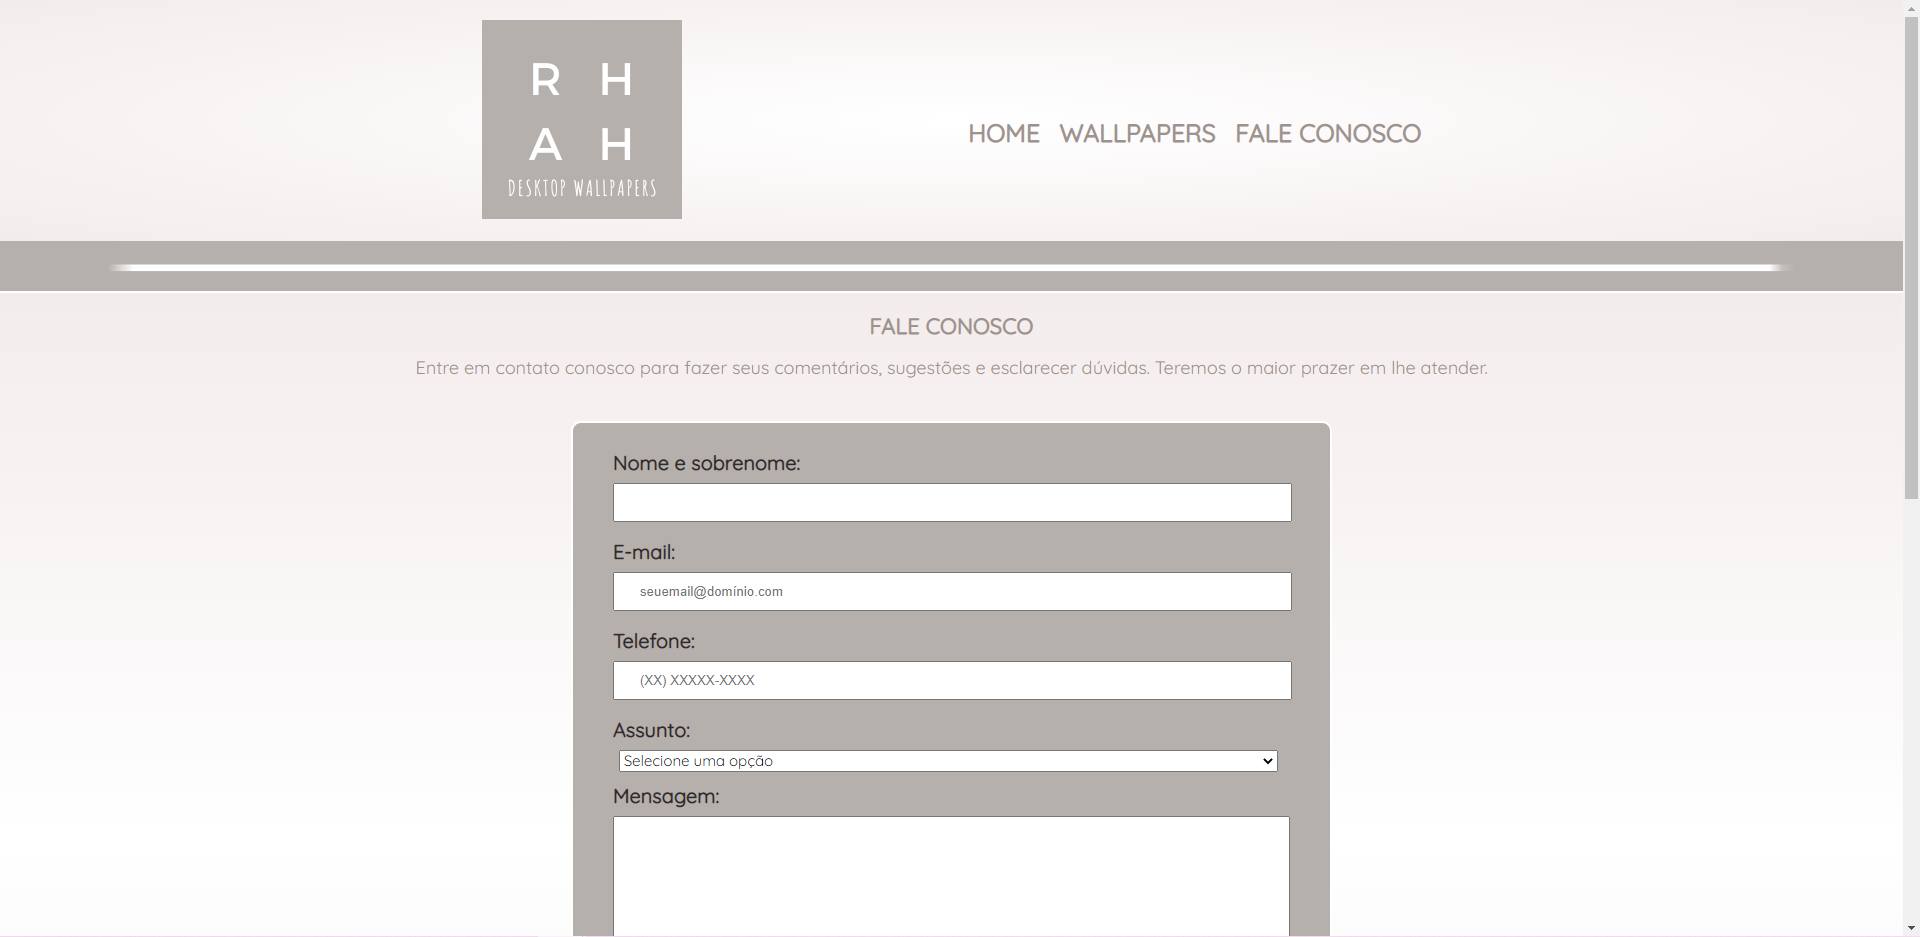 R H
A H
DESKTOP WALLPAPERS
HOME WALLPAPERS FALE CONOSCO
FALE CONOSCO
Entre em contato conosco para fazer seus comentários, sugestões e esclarecer dúvidas. Teremos o maior prazer em lhe atender.
Nome e sobrenome:
E-mail:
seuemail@domínio.com
Telefone:
(XX) XXXXX-XXXX
Assunto:
Selecione uma opção
Mensagem: